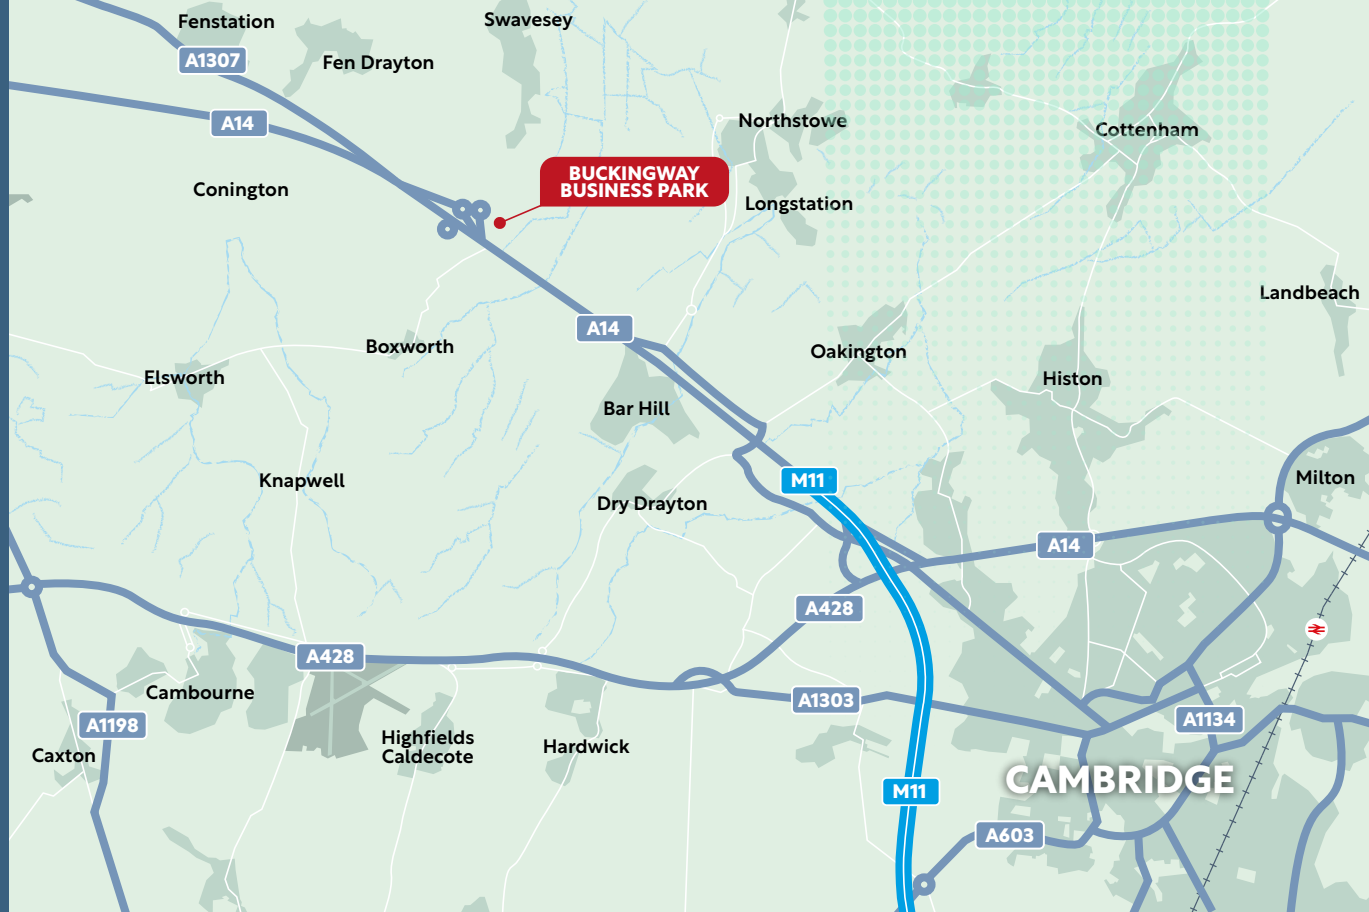 Fenstation
Swavesey
A1307
Fen Drayton
A14
Northstowe
Cottenham
BUCKINGWAY
BUSINESS PARK
Conington
Longstation
Landbeach
A14
Boxworth
Oakington
Elsworth
Histon
Bar Hill
Knapwell
M11
Milton
Dry Drayton
A14
A428
A428
Cambourne
A1303
A1198
A1134
Highfields
Caldecote
Hardwick
Caxton
CAMBRIDGE
M11
A603